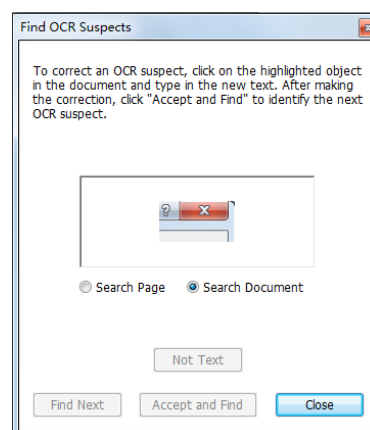 Find OCR Suspects
To correct an OCR suspect, click on the highlighted object
in the document and type in the new text. After making
the correction, click "Accept and Find" to identify the next
OCR suspect.
?
Search Page Search Document
Not Text
Find Next Accept and Find Close